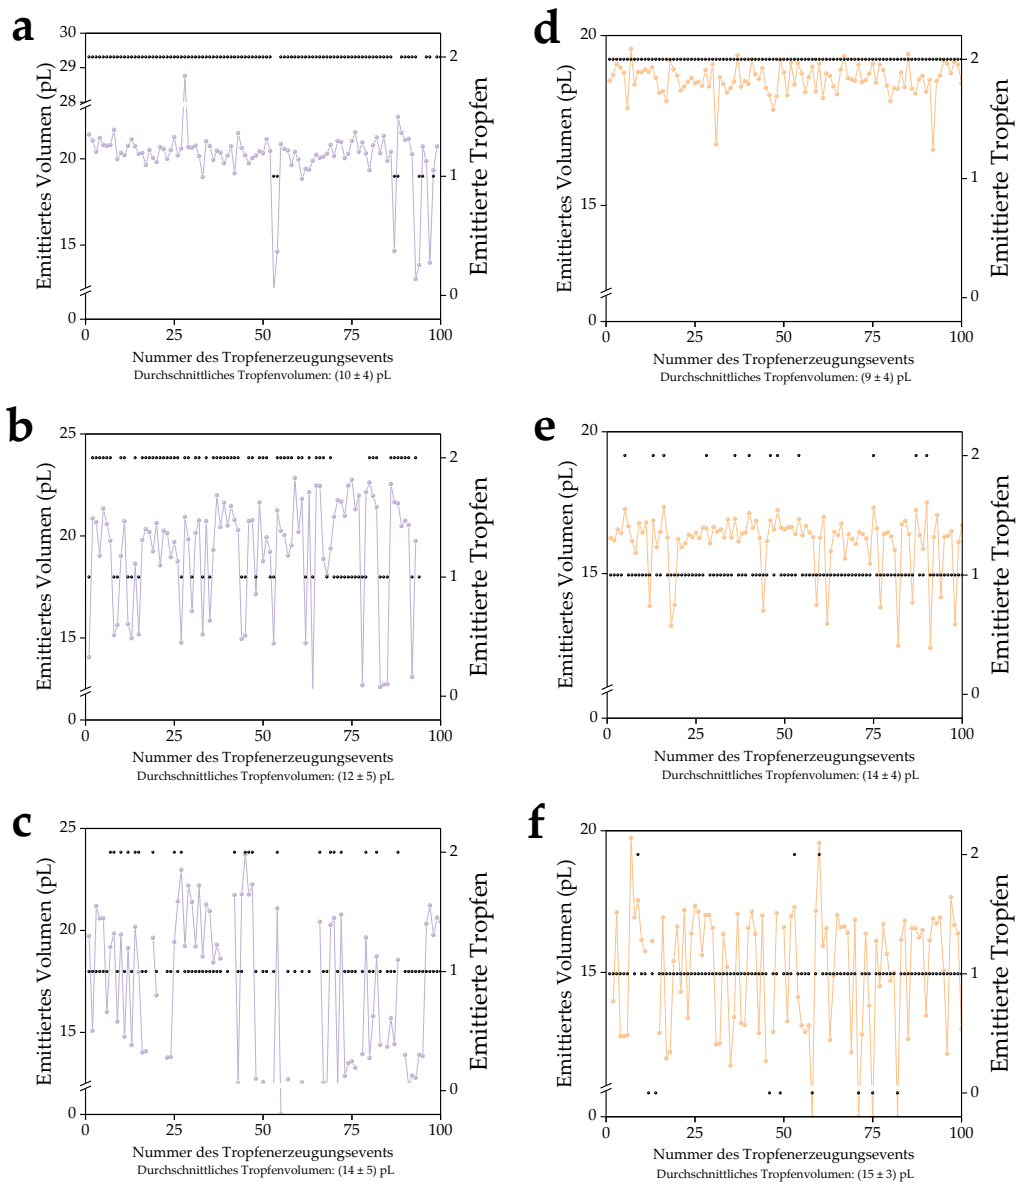 a
30
29
28
20
15
0
Emittiertes Volumen (pL)
2
1
0
Emittierte Tropfen
0
25
50
75
100
Nummer des Tropfenerzeugungsevents
Durchschnittliches Tropfenvolumen: (10 ± 4) pL
d
20
15
0
Emittiertes Volumen (pL)
2
1
0
Emittierte Tropfen
0
25
50
75
100
Nummer des Tropfenerzeugungsevents
Durchschnittliches Tropfenvolumen: (9 ± 4) pL
b
25
20
15
0
Emittiertes Volumen (pL)
2
1
0
Emittierte Tropfen
0
25
50
75
100
Nummer des Tropfenerzeugungsevents
Durchschnittliches Tropfenvolumen: (12 ± 5) pL
e
20
15
0
Emittiertes Volumen (pL)
2
1
0
Emittierte Tropfen
0
25
50
75
100
Nummer des Tropfenerzeugungsevents
Durchschnittliches Tropfenvolumen: (14 ± 4) pL
c
25
20
15
0
Emittiertes Volumen (pL)
2
1
0
Emittierte Tropfen
0
25
50
75
100
Nummer des Tropfenerzeugungsevents
Durchschnittliches Tropfenvolumen: (14 ± 5) pL
f
20
15
0
Emittiertes Volumen (pL)
2
1
0
Emittierte Tropfen
0
25
50
75
100
Nummer des Tropfenerzeugungsevents
Durchschnittliches Tropfenvolumen: (15 ± 3) pL